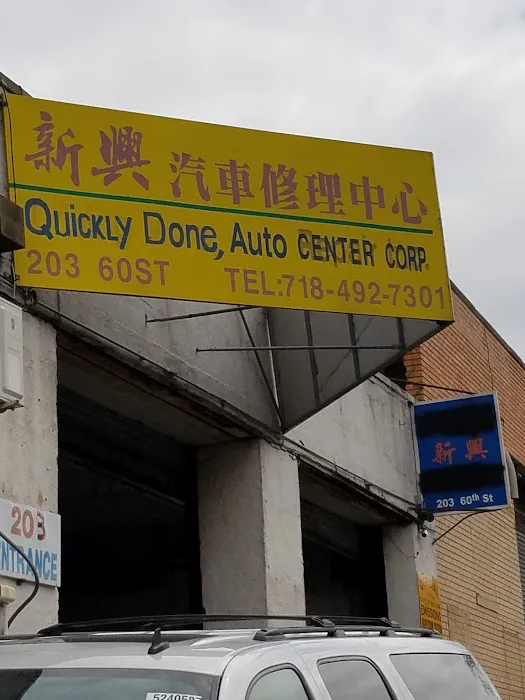 新興 汽車修理中心
Quickly Done, Auto CENTER CORP.
203 60ST TEL:718-492-7301
新興
203 60th St
203
ENTRANCE
5240587